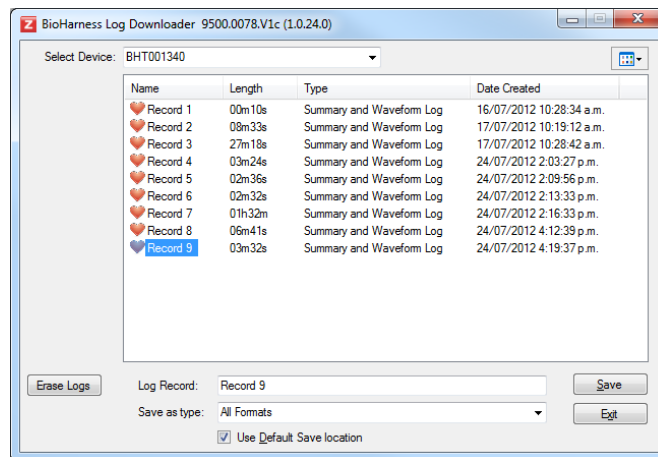 Z BioHarness Log Downloader 9500.0078.V1c (1.0.24.0)
Select Device: BHT001340
Name Length Type Date Created
Record 1 00m10s Summary and Waveform Log 16/07/2012 10:28:34 a.m.
Record 2 08m33s Summary and Waveform Log 17/07/2012 10:19:12 a.m.
Record 3 27m18s Summary and Waveform Log 17/07/2012 10:28:42 a.m.
Record 4 03m24s Summary and Waveform Log 24/07/2012 2:03:27 p.m.
Record 5 02m36s Summary and Waveform Log 24/07/2012 2:09:56 p.m.
Record 6 02m32s Summary and Waveform Log 24/07/2012 2:13:33 p.m.
Record 7 01h32m Summary and Waveform Log 24/07/2012 2:16:33 p.m.
Record 8 06m41s Summary and Waveform Log 24/07/2012 4:12:39 p.m.
Record 9 03m32s Summary and Waveform Log 24/07/2012 4:19:37 p.m.
Erase Logs Log Record: Record 9 Save
Save as type: All Formats Exit
Use Default Save location